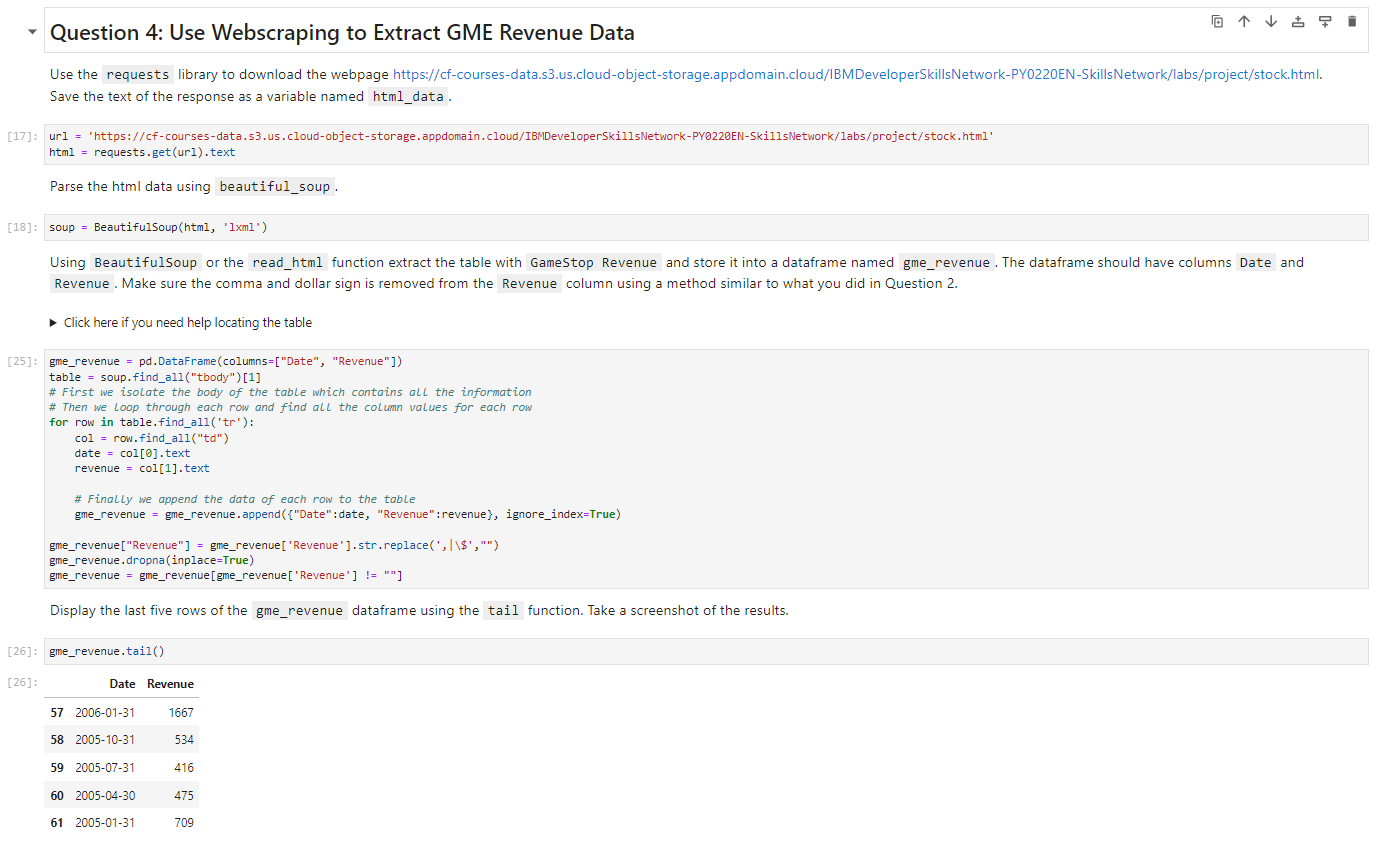 Question 4: Use Webscraping to Extract GME Revenue Data
Use the requests library to download the webpage https://cf-courses-data.s3.us.cloud-object-storage.appdomain.cloud/IBMDeveloperSkillsNetwork-PY0220EN-SkillsNetwork/labs/project/stock.html.
Save the text of the response as a variable named html_data.
[17]: url = 'https://cf-courses-data.s3.us.cloud-object-storage.appdomain.cloud/IBMDeveloperSkillsNetwork-PY0220EN-SkillsNetwork/labs/project/stock.html'
html = requests.get(url).text
Parse the html data using beautiful_soup.
[18]: soup = BeautifulSoup(html, 'lxml')
Using BeautifulSoup or the read_html function extract the table with GameStop Revenue and store it into a dataframe named gme_revenue. The dataframe should have columns Date and
Revenue. Make sure the comma and dollar sign is removed from the Revenue column using a method similar to what you did in Question 2.
Click here if you need help locating the table
[25]: gme_revenue = pd.DataFrame(columns=["Date", "Revenue"])
table = soup.find_all("tbody")[1]
# First we isolate the body of the table which contains all the information
# Then we loop through each row and find all the column values for each row
for row in table.find_all('tr'):
    col = row.find_all("td")
    date = col[0].text
    revenue = col[1].text
    # Finally we append the data of each row to the table
    gme_revenue = gme_revenue.append({"Date":date, "Revenue":revenue}, ignore_index=True)
gme_revenue["Revenue"] = gme_revenue['Revenue'].str.replace(',|\$',"")
gme_revenue.dropna(inplace=True)
gme_revenue = gme_revenue[gme_revenue['Revenue'] != ""]
Display the last five rows of the gme_revenue dataframe using the tail function. Take a screenshot of the results.
[26]: gme_revenue.tail()
[26]: Date Revenue
57 2006-01-31 1667
58 2005-10-31 534
59 2005-07-31 416
60 2005-04-30 475
61 2005-01-31 709